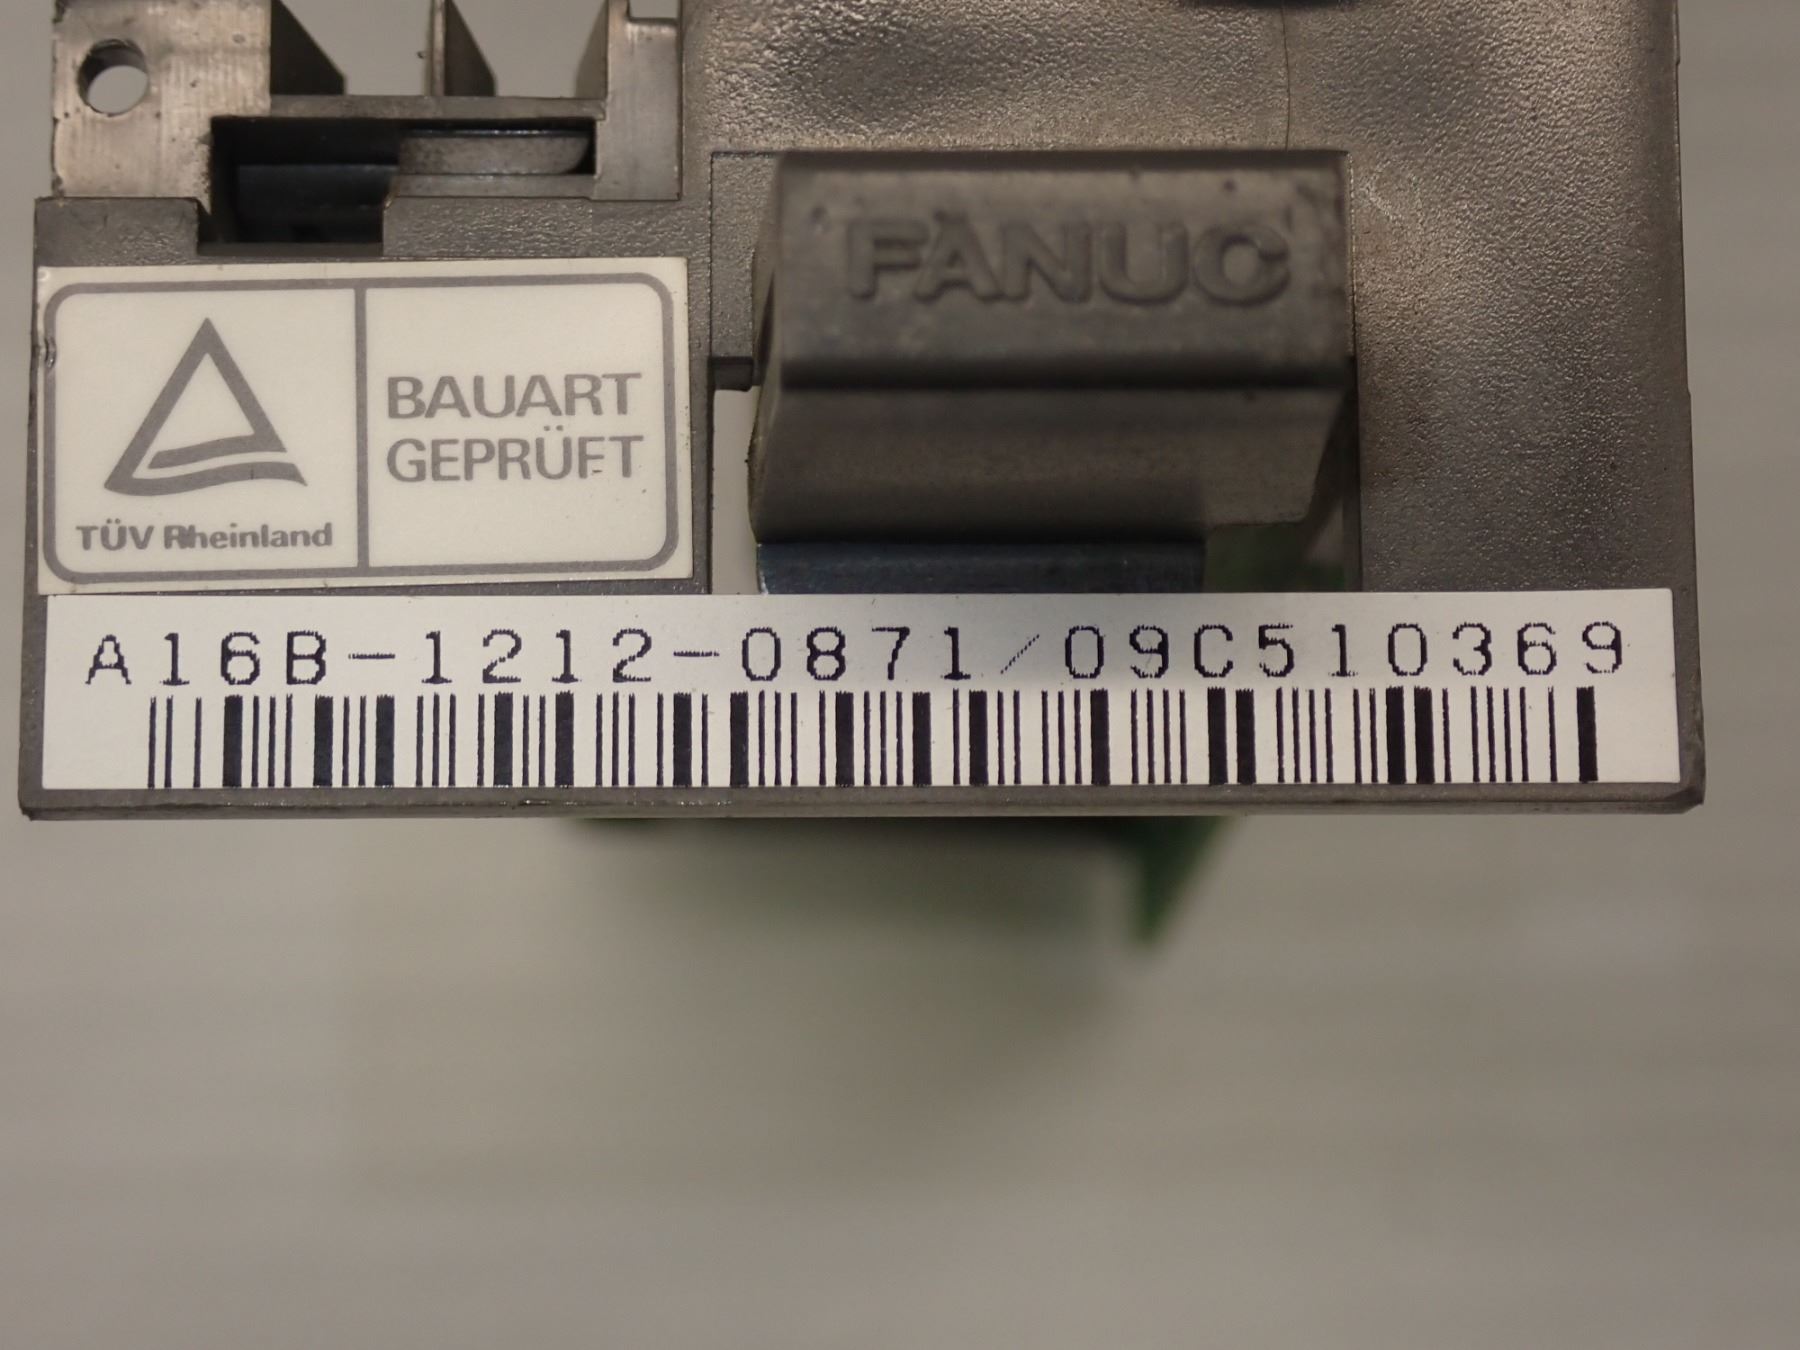 FANUC
BAUART
GEPRÜFT
TÜV Rheinland
A16B-1212-0871/09C510369